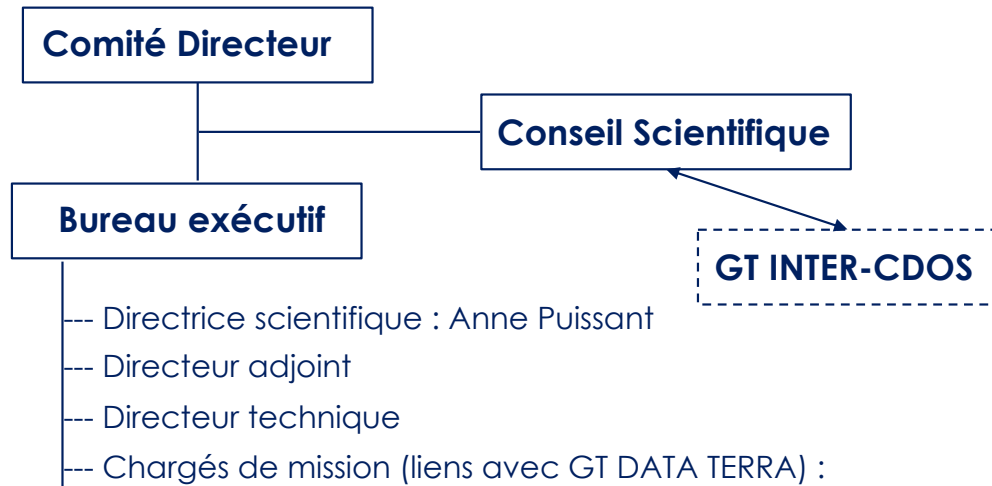 Comité Directeur
Conseil Scientifique
Bureau exécutif
GT INTER-CDOS
--- Directrice scientifique : Anne Puissant
--- Directeur adjoint
--- Directeur technique
--- Chargés de mission (liens avec GT DATA TERRA) :